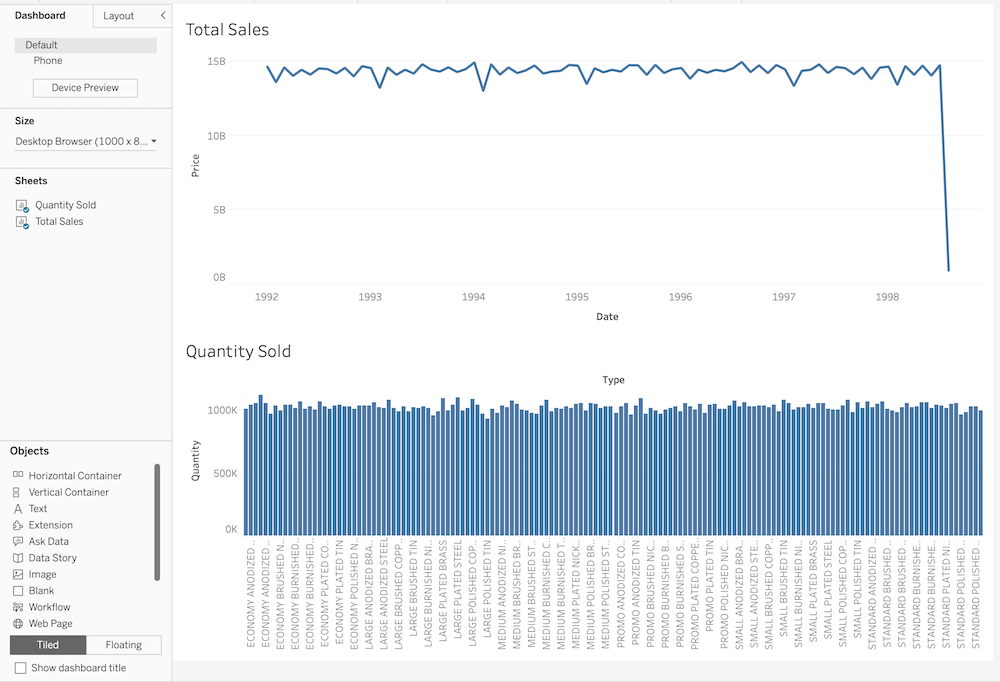 Dashboard
Layout
Default
Phone
Device Preview
Size
Desktop Browser (1000 x 8...
Sheets
Quantity Sold
Total Sales
Objects
Horizontal Container
Vertical Container
Text
Extension
Ask Data
Data Story
Image
Blank
Workflow
Web Page
Tiled
Floating
Show dashboard title
Total Sales
15B
10B
5B
0B
Price
1992
1993
1994
1995
1996
1997
1998
Date
Quantity Sold
Type
1000K
500K
0K
Quantity
ECONOMY ANODIZED ..
ECONOMY ANODIZED ..
ECONOMY BRUSHED N..
ECONOMY BURNISHED..
ECONOMY BURNISHED..
ECONOMY PLATED CO..
ECONOMY PLATED TIN
ECONOMY POLISHED N..
LARGE ANODIZED BRA..
LARGE ANODIZED STEEL
LARGE BRUSHED COPP..
LARGE BRUSHED TIN
LARGE BURNISHED NI..
LARGE PLATED BRASS
LARGE PLATED STEEL
LARGE POLISHED COP..
LARGE POLISHED TIN
MEDIUM ANODIZED NI..
MEDIUM BRUSHED BR..
MEDIUM BRUSHED ST..
MEDIUM BURNISHED C..
MEDIUM BURNISHED T..
MEDIUM PLATED NICK..
MEDIUM POLISHED BR..
MEDIUM POLISHED ST..
PROMO ANODIZED CO..
PROMO ANODIZED TIN
PROMO BRUSHED NIC..
PROMO BURNISHED B..
PROMO BURNISHED S..
PROMO PLATED COPPE..
PROMO PLATED TIN
PROMO POLISHED NIC..
SMALL ANODIZED BRA..
SMALL ANODIZED STE..
SMALL BRUSHED COPP..
SMALL BRUSHED TIN
SMALL BURNISHED NI..
SMALL PLATED BRASS
SMALL PLATED STEEL
SMALL POLISHED COP..
SMALL POLISHED TIN
STANDARD ANODIZED ..
STANDARD BRUSHED ..
STANDARD BRUSHED ..
STANDARD BURNISHE..
STANDARD BURNISHE..
STANDARD PLATED NI..
STANDARD POLISHED ..
STANDARD POLISHED ..